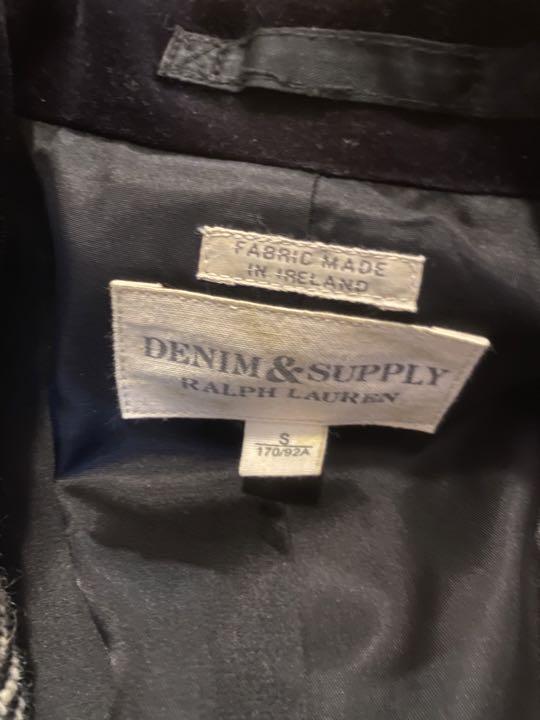 FABRIC MADE
IN IRELAND
DENIM & SUPPLY
RALPH LAUREN
S
170/92A